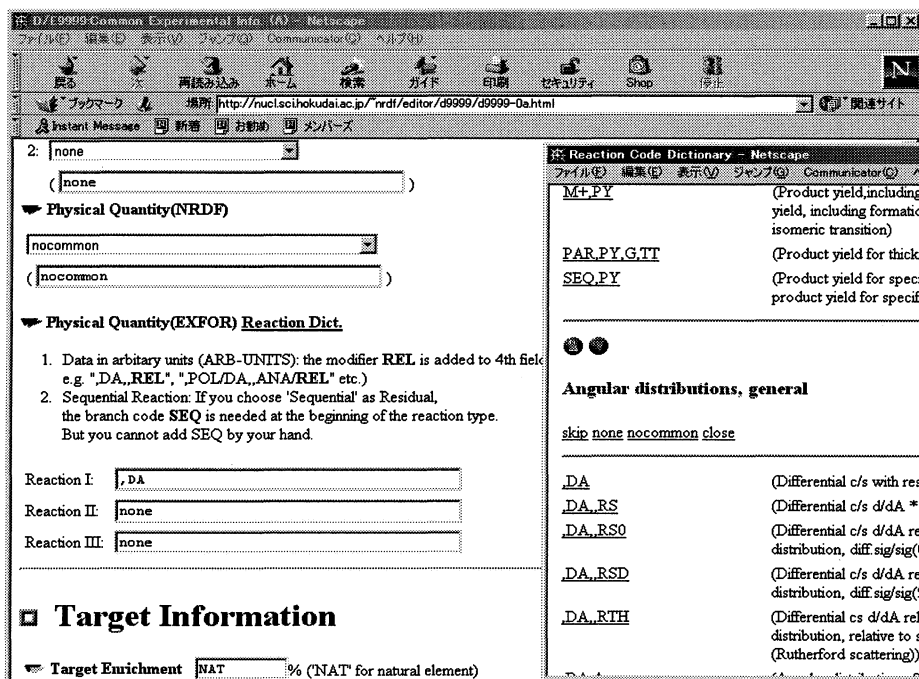 D/E9999:Common Experimental Info. (A) - Netscape
ファイル(F) 編集(E) 表示(V) ジャンプ(G) Communicator(C) ヘルプ(H)
戻る 再読み込み ホーム 検索 ガイド 印刷 セキュリティ Shop 停止
N
ブックマーク 場所: http://nucl.sci.hokudai.ac.jp/~nrdf/editor/d9999/d9999-0a.html 関連サイト
Instant Message 新着 お勧め メンバーズ
2: none
( none )
Physical Quantity(NRDF)
nocommon
( nocommon )
Physical Quantity(EXFOR) Reaction Dict.
1. Data in arbitary units (ARB-UNITS): the modifier REL is added to 4th field
e.g. ",DA,,REL", ",POL/DA,,ANA/REL" etc.)
2. Sequential Reaction: If you choose 'Sequential' as Residual,
the branch code SEQ is needed at the beginning of the reaction type.
But you cannot add SEQ by your hand.
Reaction I: ,DA
Reaction II: none
Reaction III: none
Target Information
Target Enrichment NAT % ('NAT' for natural element)
Reaction Code Dictionary - Netscape
ファイル(F) 編集(E) 表示(V) ジャンプ(G) Communicator(C)
M+,PY (Product yield,including
yield, including formatio
isomeric transition)
PAR,PY,G,TT (Product yield for thick
SEQ,PY (Product yield for spec
product yield for specif
Angular distributions, general
skip none nocommon close
,DA (Differential c/s with res
,DA,,RS (Differential c/s d/dA *
,DA,,RS0 (Differential c/s d/dA re
distribution, diff.sig/sig(
,DA,,RSD (Differential c/s d/dA re
distribution, diff.sig/sig(
,DA,,RTH (Differential cs d/dA rel
distribution, relative to s
(Rutherford scattering))